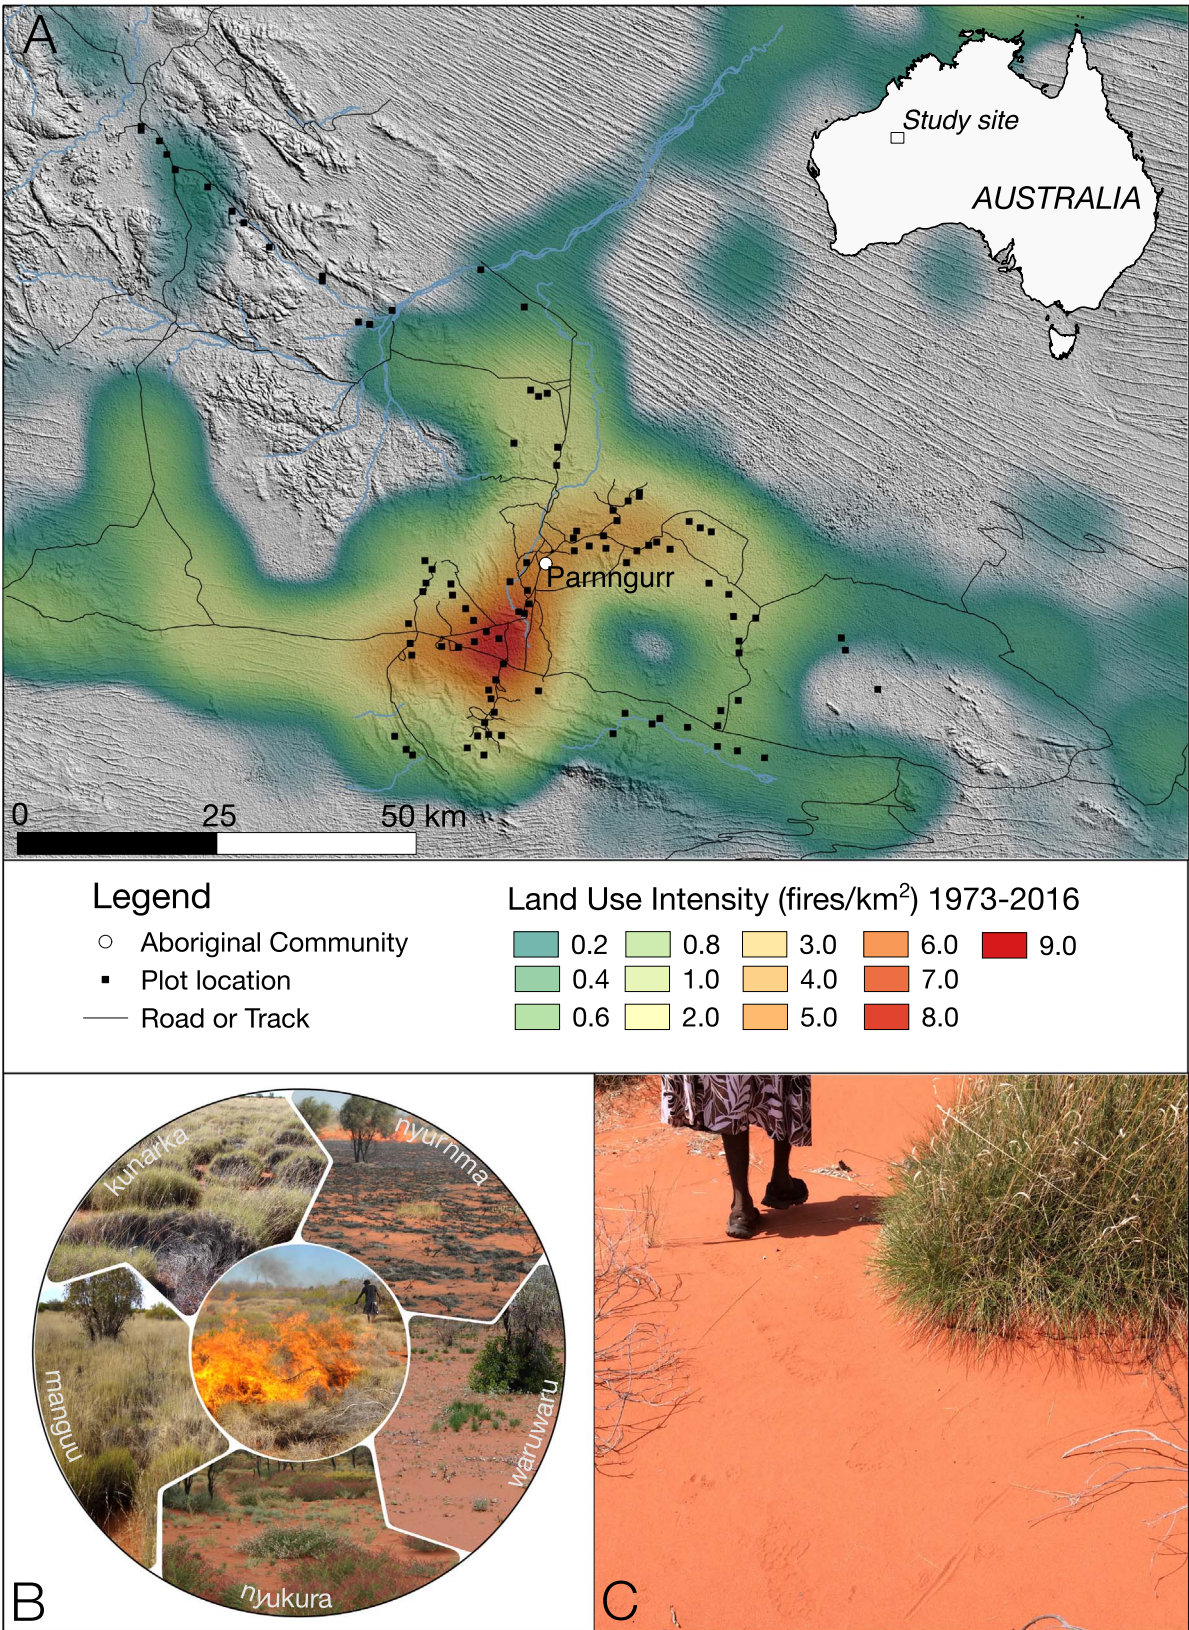 A
Study site
AUSTRALIA
Parnngurr
0 25 50 km
Legend
Aboriginal Community
Plot location
Road or Track
Land Use Intensity (fires/km²) 1973-2016
0.2 0.8 3.0 6.0 9.0
0.4 1.0 4.0 7.0
0.6 2.0 5.0 8.0
kunarka
nyurnma
manguu
waruwaru
nyukura
B
C